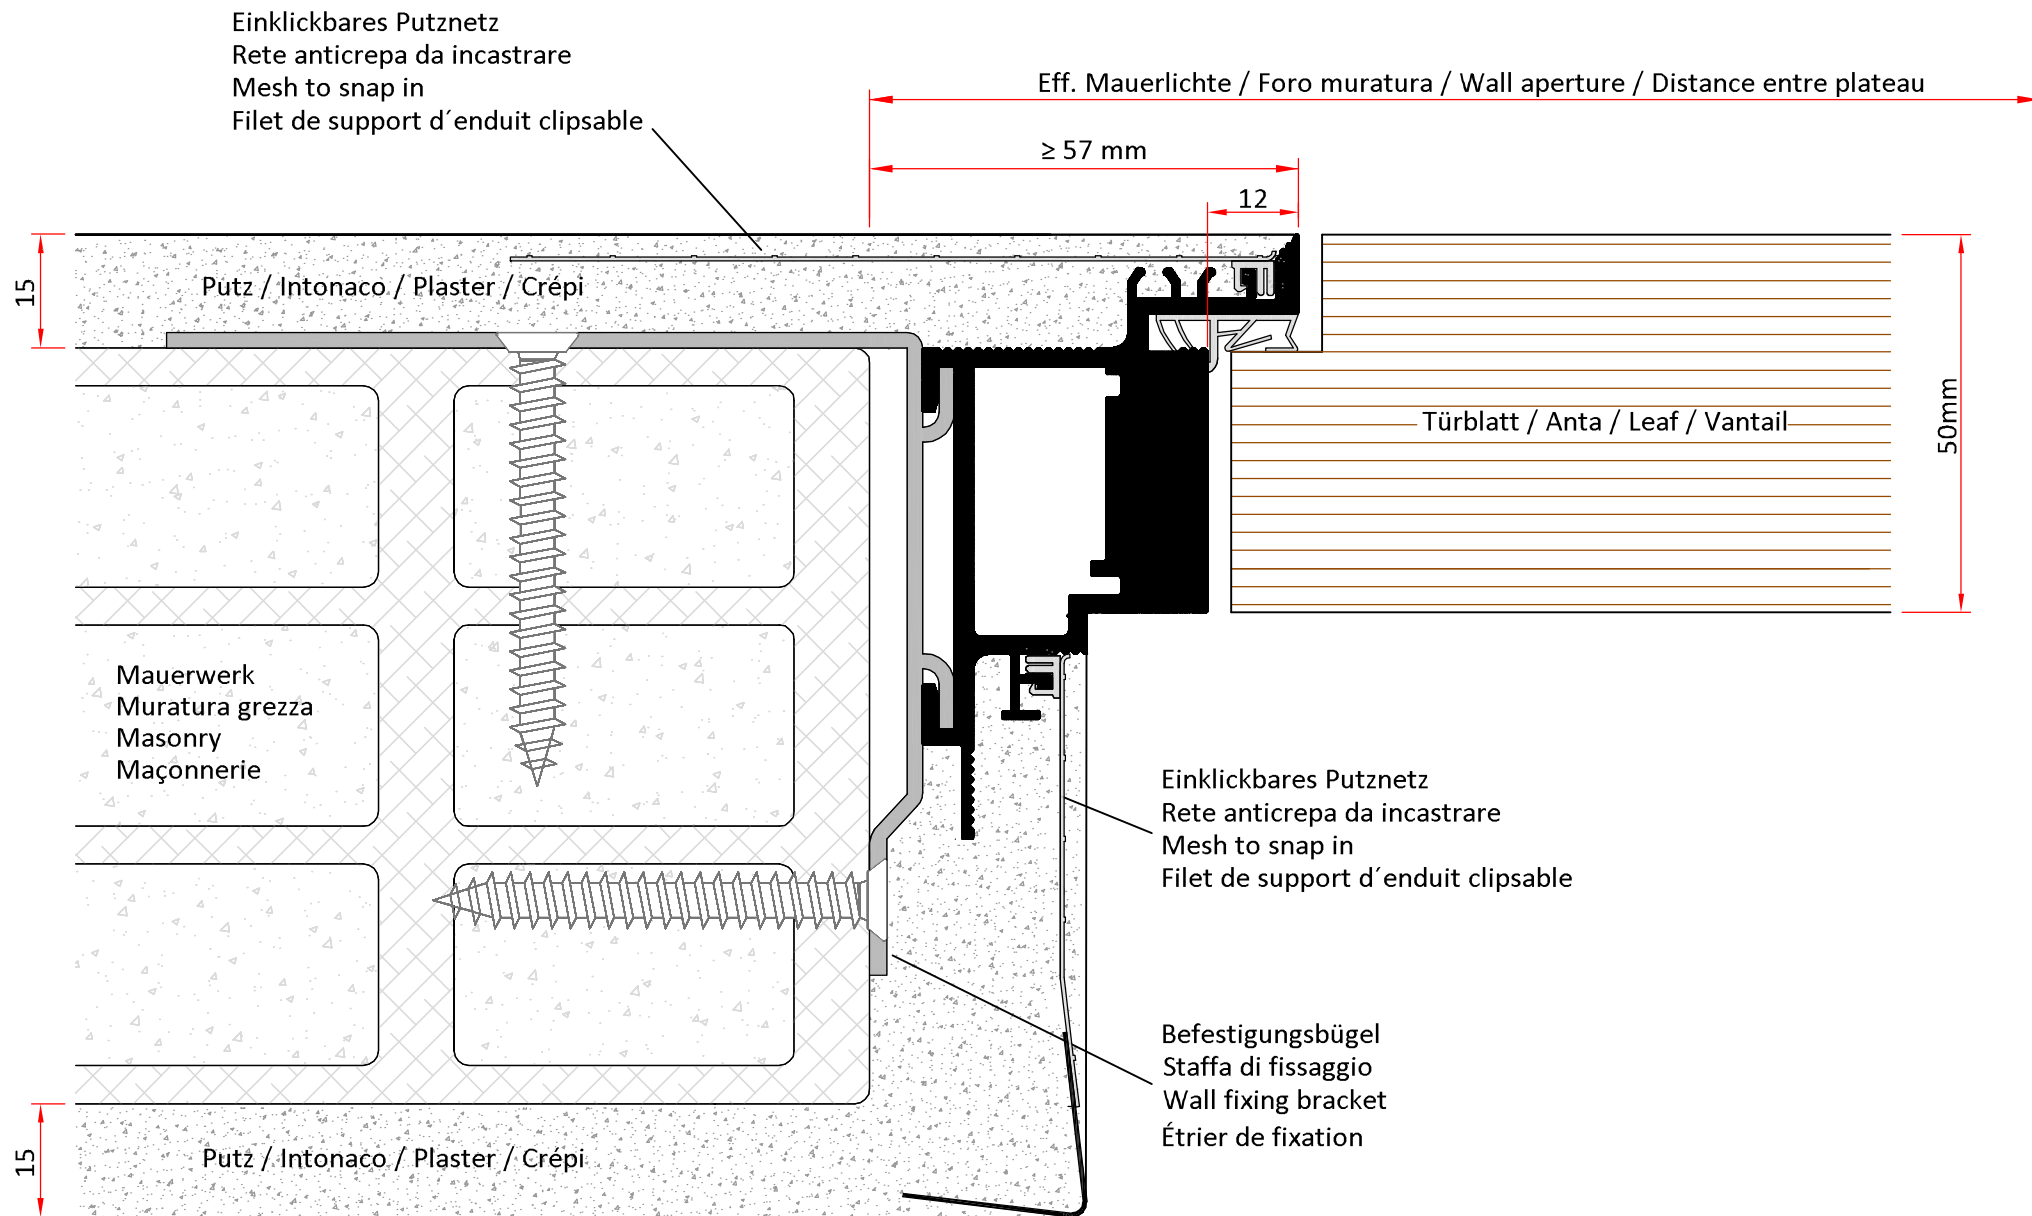 Einklickbares Putznetz
Rete anticrepa da incastrare
Mesh to snap in
Filet de support d´enduit clipsable
Eff. Mauerlichte / Foro muratura / Wall aperture / Distance entre plateau
≥ 57 mm
12
15
Putz / Intonaco / Plaster / Crépi
Türblatt / Anta / Leaf / Vantail
50mm
Mauerwerk
Muratura grezza
Masonry
Maçonnerie
Einklickbares Putznetz
Rete anticrepa da incastrare
Mesh to snap in
Filet de support d´enduit clipsable
Befestigungsbügel
Staffa di fissaggio
Wall fixing bracket
Étrier de fixation
15
Putz / Intonaco / Plaster / Crépi